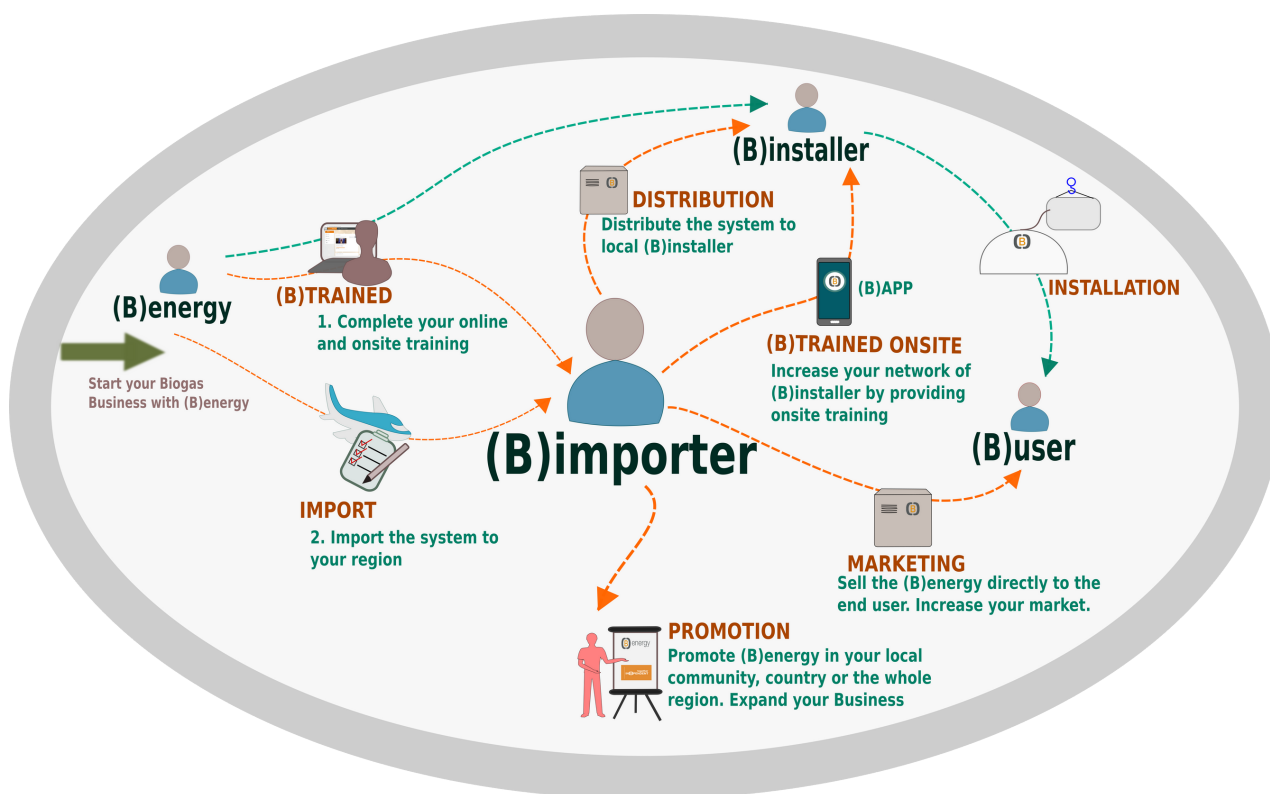 (B)installer
DISTRIBUTION
Distribute the system to
local (B)installer
(B)energy
(B)TRAINED
1. Complete your online
and onsite training
Start your Biogas
Business with (B)energy
(B)APP
(B)TRAINED ONSITE
Increase your network of
(B)installer by providing
onsite training
INSTALLATION
(B)user
(B)importer
IMPORT
2. Import the system to
your region
MARKETING
Sell the (B)energy directly to the
end user. Increase your market.
PROMOTION
Promote (B)energy in your local
community, country or the whole
region. Expand your Business
(B)energy
B
B
B
B